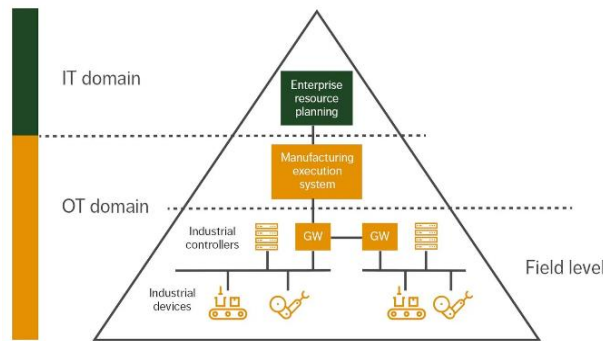 IT domain
Enterprise
resource
planning
Manufacturing
execution
system
OT domain
Industrial
controllers
GW
GW
Field level
Industrial
devices